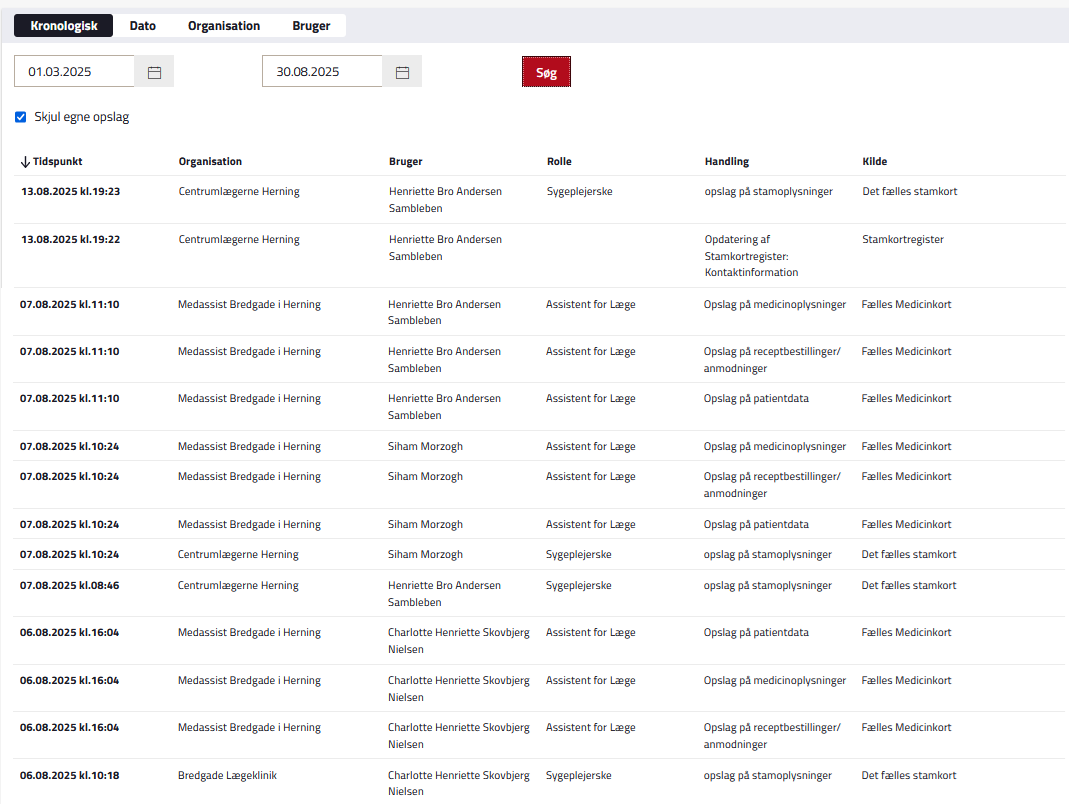 Kronologisk Dato Organisation Bruger
01.03.2025 30.08.2025 Søg
Skjul egne opslag
Tidspunkt Organisation Bruger Rolle Handling Kilde
13.08.2025 kl.19:23 Centrumlægerne Herning Henriette Bro Andersen Sygeplejerske opslag på stamoplysninger Det fælles stamkort
Sambleben
13.08.2025 kl.19:22 Centrumlægerne Herning Henriette Bro Andersen Opdatering af Stamkortregister
Sambleben Stamkortregister:
Kontaktinformation
07.08.2025 kl.11:10 Medassist Bredgade i Herning Henriette Bro Andersen Assistent for Læge Opslag på medicinoplysninger Fælles Medicinkort
Sambleben
07.08.2025 kl.11:10 Medassist Bredgade i Herning Henriette Bro Andersen Assistent for Læge Opslag på receptbestillinger/ Fælles Medicinkort
Sambleben anmodninger
07.08.2025 kl.11:10 Medassist Bredgade i Herning Henriette Bro Andersen Assistent for Læge Opslag på patientdata Fælles Medicinkort
Sambleben
07.08.2025 kl.10:24 Medassist Bredgade i Herning Siham Morzogh Assistent for Læge Opslag på medicinoplysninger Fælles Medicinkort
07.08.2025 kl.10:24 Medassist Bredgade i Herning Siham Morzogh Assistent for Læge Opslag på receptbestillinger/ Fælles Medicinkort
anmodninger
07.08.2025 kl.10:24 Medassist Bredgade i Herning Siham Morzogh Assistent for Læge Opslag på patientdata Fælles Medicinkort
07.08.2025 kl.10:24 Centrumlægerne Herning Siham Morzogh Sygeplejerske opslag på stamoplysninger Det fælles stamkort
07.08.2025 kl.08:46 Centrumlægerne Herning Henriette Bro Andersen Sygeplejerske opslag på stamoplysninger Det fælles stamkort
Sambleben
06.08.2025 kl.16:04 Medassist Bredgade i Herning Charlotte Henriette Skovbjerg Assistent for Læge Opslag på patientdata Fælles Medicinkort
Nielsen
06.08.2025 kl.16:04 Medassist Bredgade i Herning Charlotte Henriette Skovbjerg Assistent for Læge Opslag på medicinoplysninger Fælles Medicinkort
Nielsen
06.08.2025 kl.16:04 Medassist Bredgade i Herning Charlotte Henriette Skovbjerg Assistent for Læge Opslag på receptbestillinger/ Fælles Medicinkort
Nielsen anmodninger
06.08.2025 kl.10:18 Bredgade Lægeklinik Charlotte Henriette Skovbjerg Sygeplejerske opslag på stamoplysninger Det fælles stamkort
Nielsen